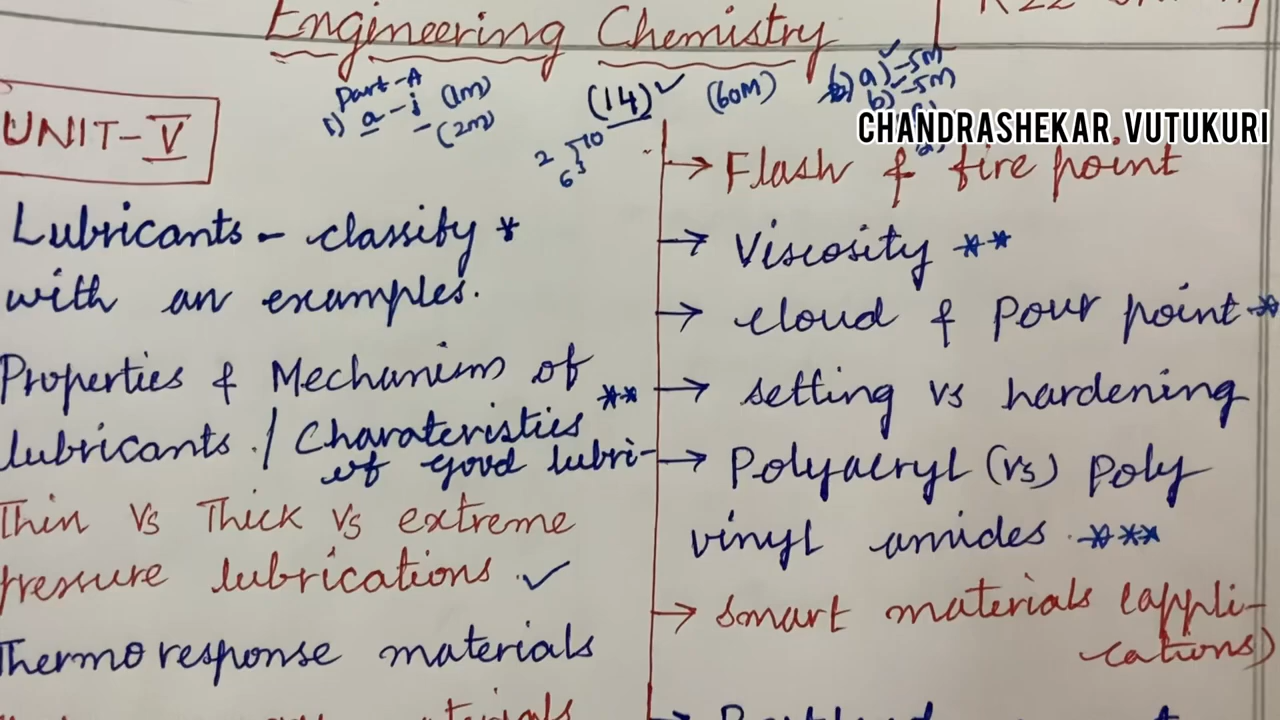 Engineering Chemistry
R22
Part-A
1) a - j (1m)
- (2m)
(14) ✓ (60M)
a) - 5M
b) - 5M
2
3
6
10
CHANDRASHEKAR VUTUKURI
UNIT-V
Lubricants - classify *
with an examples.
Properties & Mechanism of
lubricants. / Charateristics **
of good lubri-
Thin vs Thick vs extreme
pressure lubrications. ✓
Thermoresponse materials
→ Flash & fire point
→ Viscosity **
→ cloud & pour point *
→ setting vs hardening
→ Polyacryl (vs) poly
vinyl amides. ***
→ smart materials (appli-
cations)